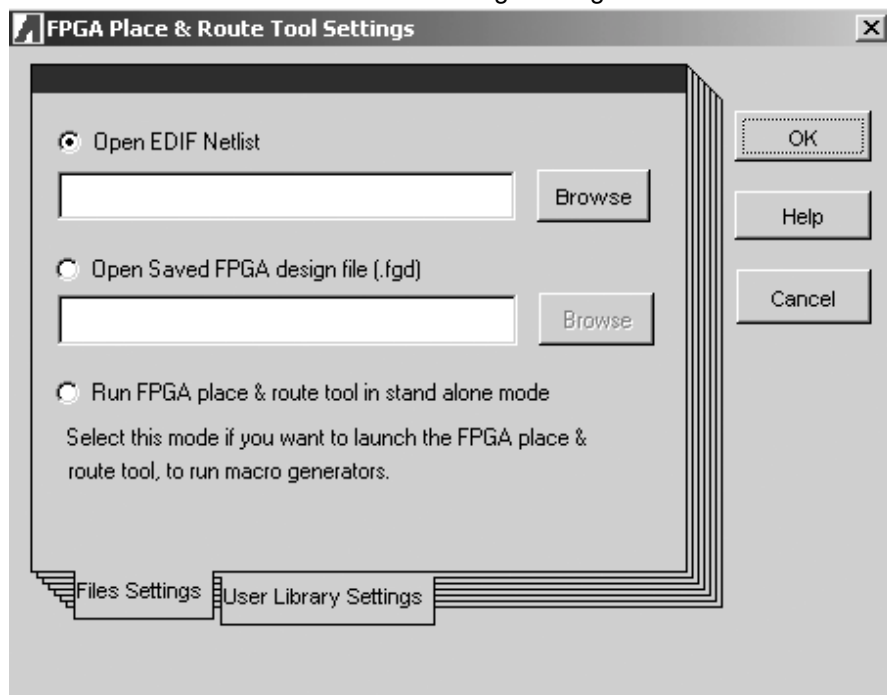 FPGA Place & Route Tool Settings
Open EDIF Netlist
Browse
OK
Help
Open Saved FPGA design file (.fgd)
Browse
Cancel
Run FPGA place & route tool in stand alone mode
Select this mode if you want to launch the FPGA place &
route tool, to run macro generators.
Files Settings
User Library Settings